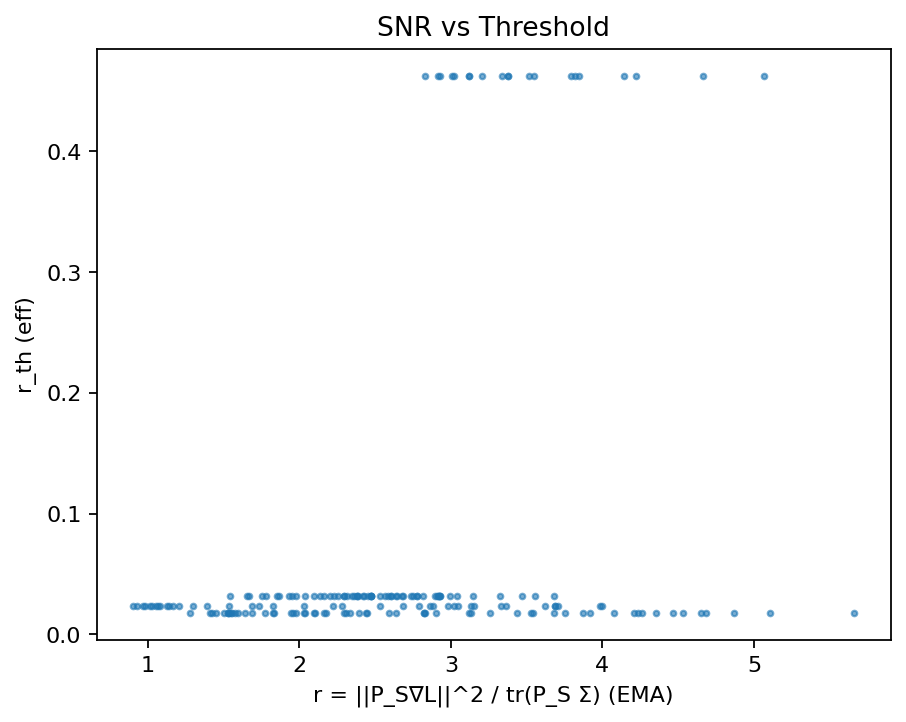 SNR vs Threshold
0.4
0.3
0.2
0.1
0.0
r_th (eff)
1 2 3 4 5
r = ||P_S∇L||^2 / tr(P_S Σ) (EMA)